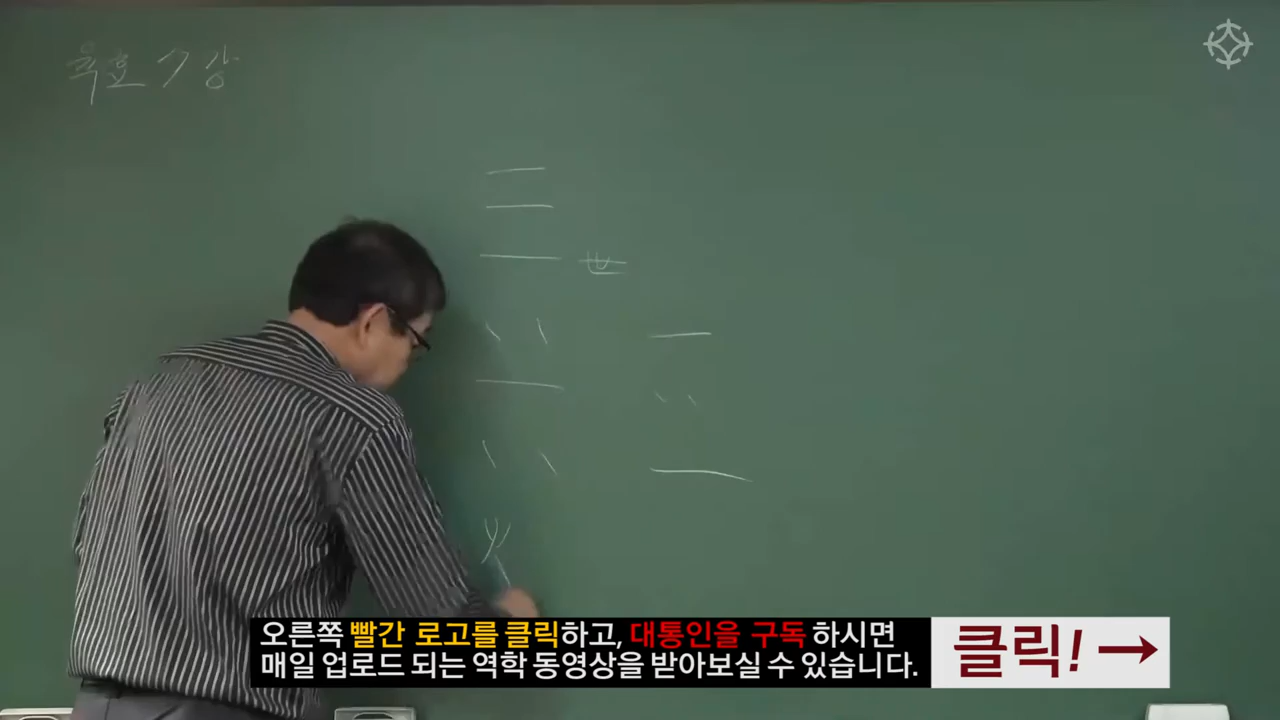 육효 7강
世
오른쪽 빨간 로고를 클릭하고, 대통인을 구독 하시면
매일 업로드 되는 역학 동영상을 받아보실 수 있습니다.
클릭! →